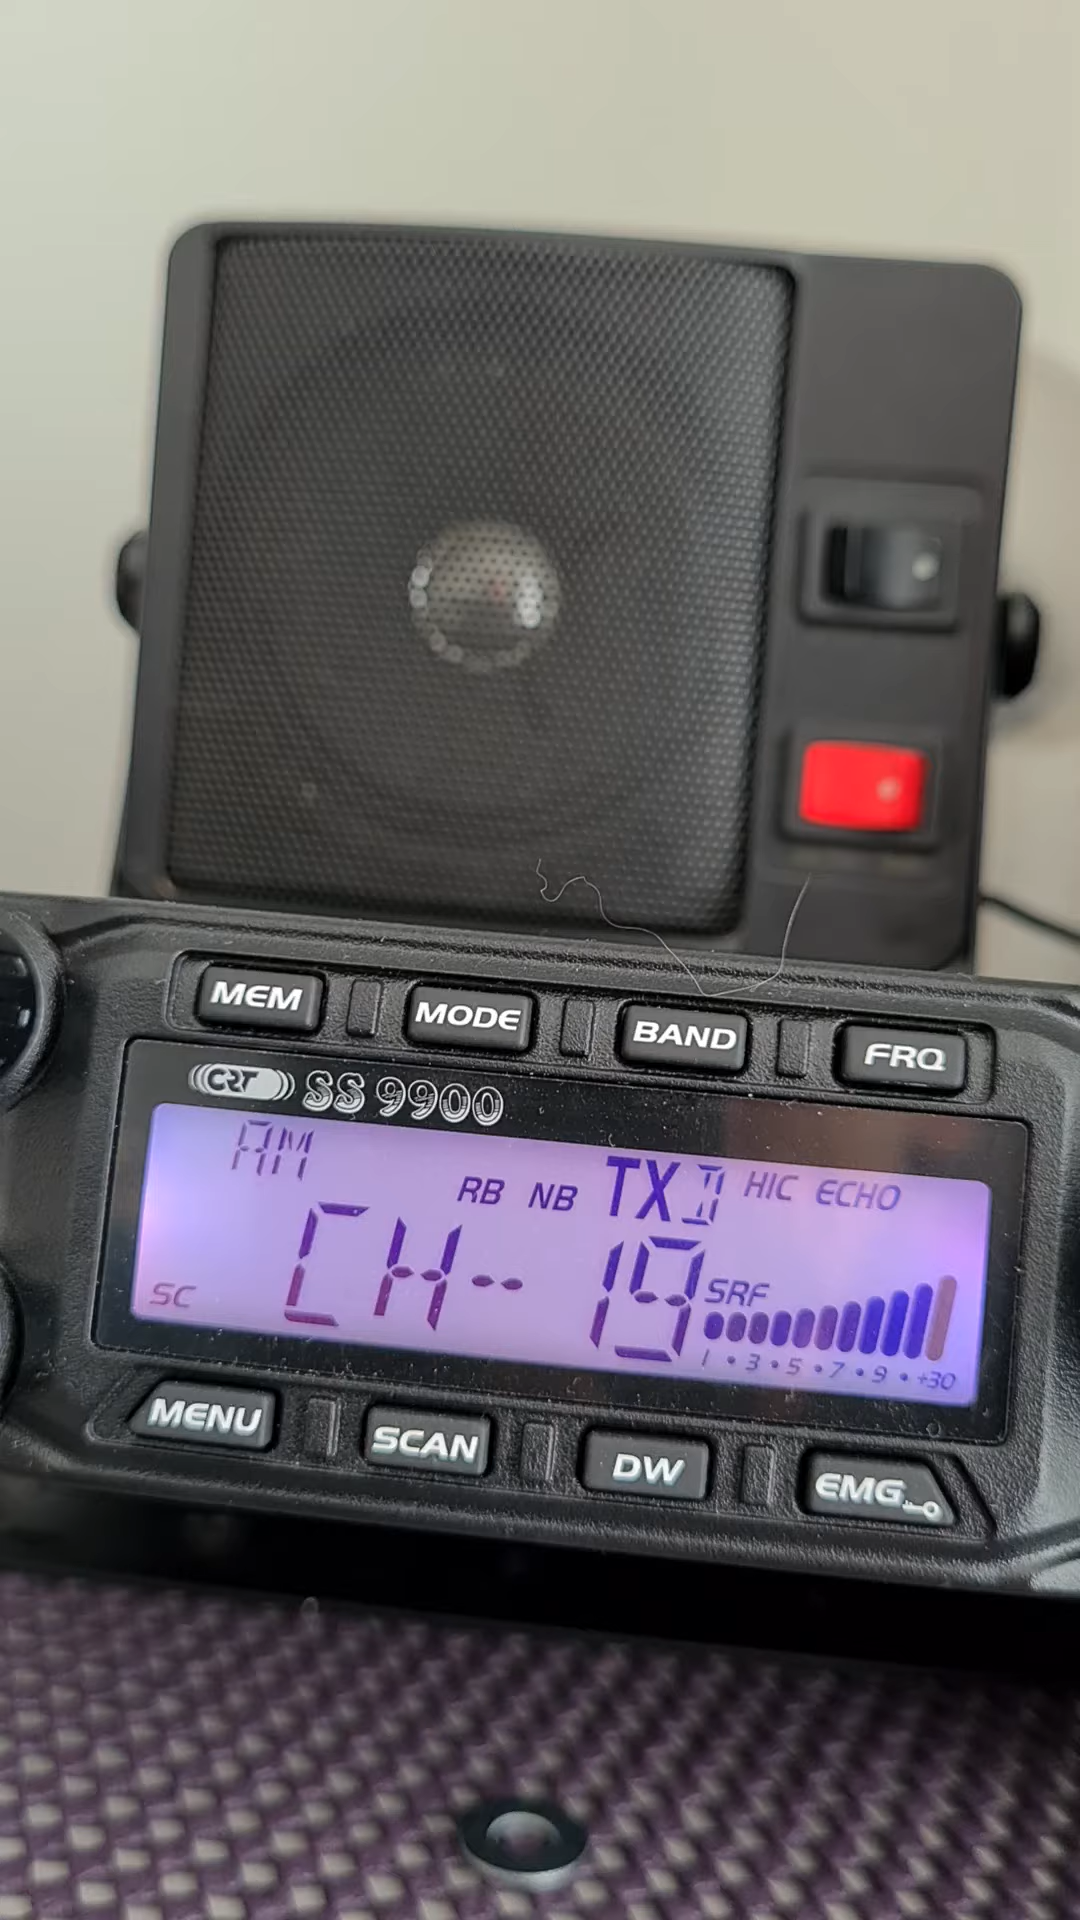 MEM MODE BAND FRQ
CRT SS 9900
AM
RB NB TX D HIC ECHO
CH-- 19
SC
SRF
1 • 3 • 5 • 7 • 9 • +30
MENU SCAN DW EMG